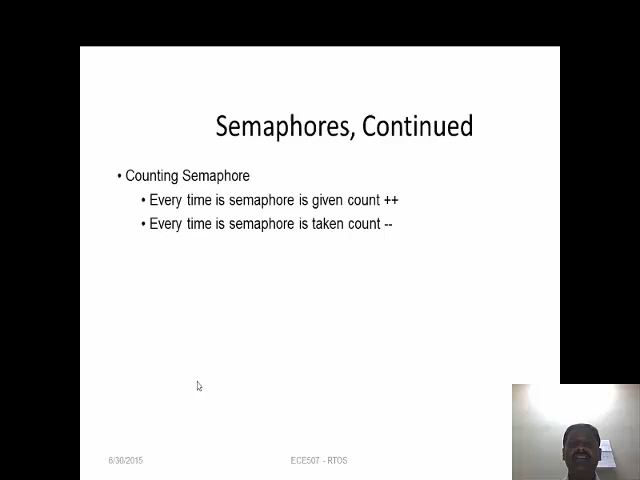 Semaphores, Continued
• Counting Semaphore
• Every time is semaphore is given count ++
• Every time is semaphore is taken count --
6/30/2015
ECE507 - RTOS